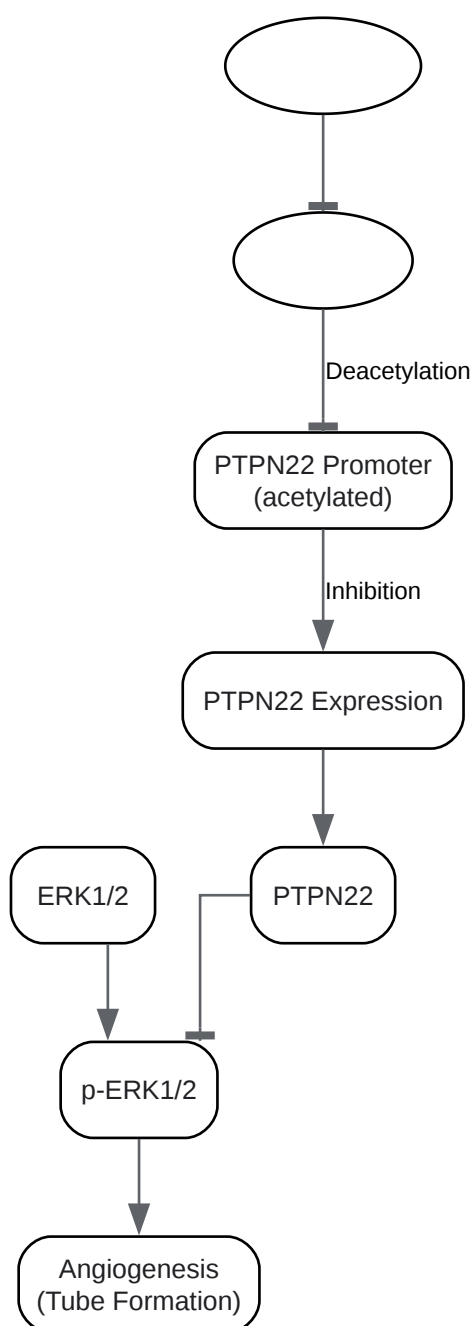 Deacetylation
PTPN22 Promoter
(acetylated)
Inhibition
PTPN22 Expression
ERK1/2
PTPN22
p-ERK1/2
Angiogenesis
(Tube Formation)